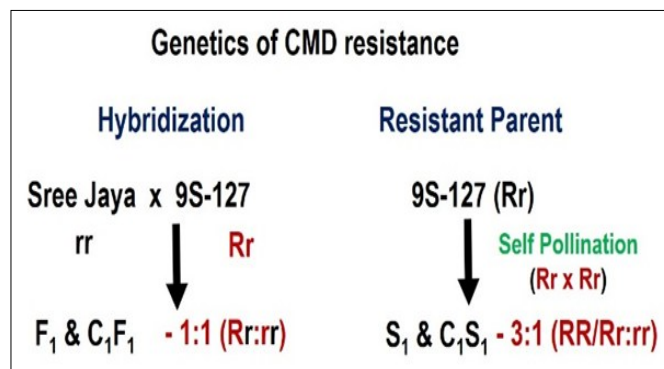 Genetics of CMD resistance
Hybridization
Sree Jaya x 9S-127
rr Rr
F₁ & C₁F₁ - 1:1 (Rr:rr)
Resistant Parent
9S-127 (Rr)
Self Pollination
(Rr x Rr)
S₁ & C₁S₁ - 3:1 (RR/Rr:rr)